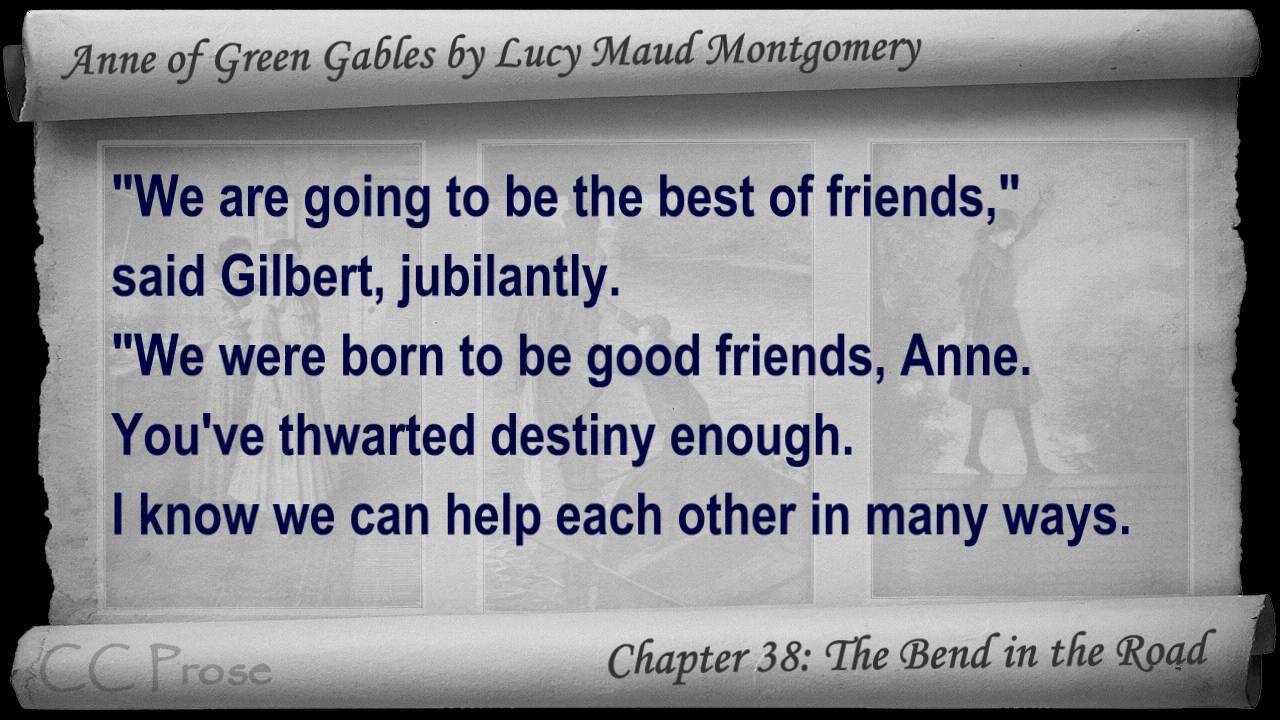 Anne of Green Gables by Lucy Maud Montgomery
"We are going to be the best of friends,"
said Gilbert, jubilantly.
"We were born to be good friends, Anne.
You've thwarted destiny enough.
I know we can help each other in many ways.
CC Prose
Chapter 38: The Bend in the Road